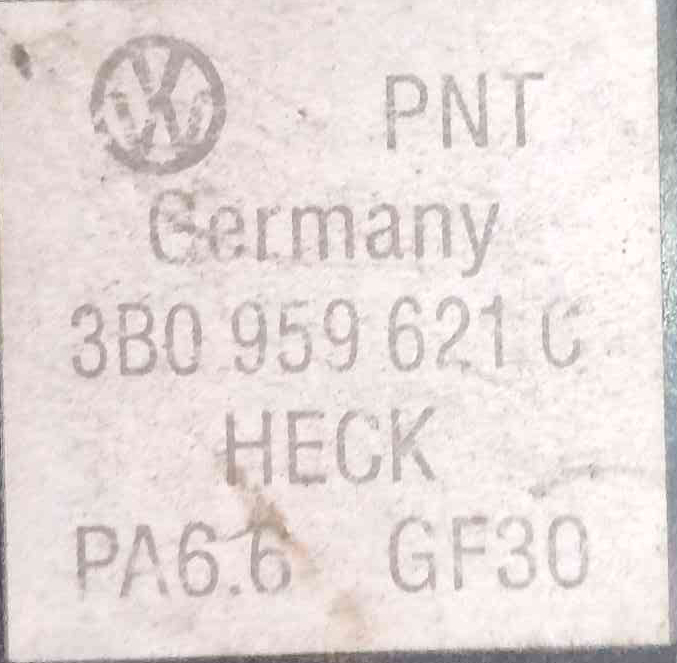 PNT
Germany
3B0 959 621 C
HECK
PA6.6 GF30